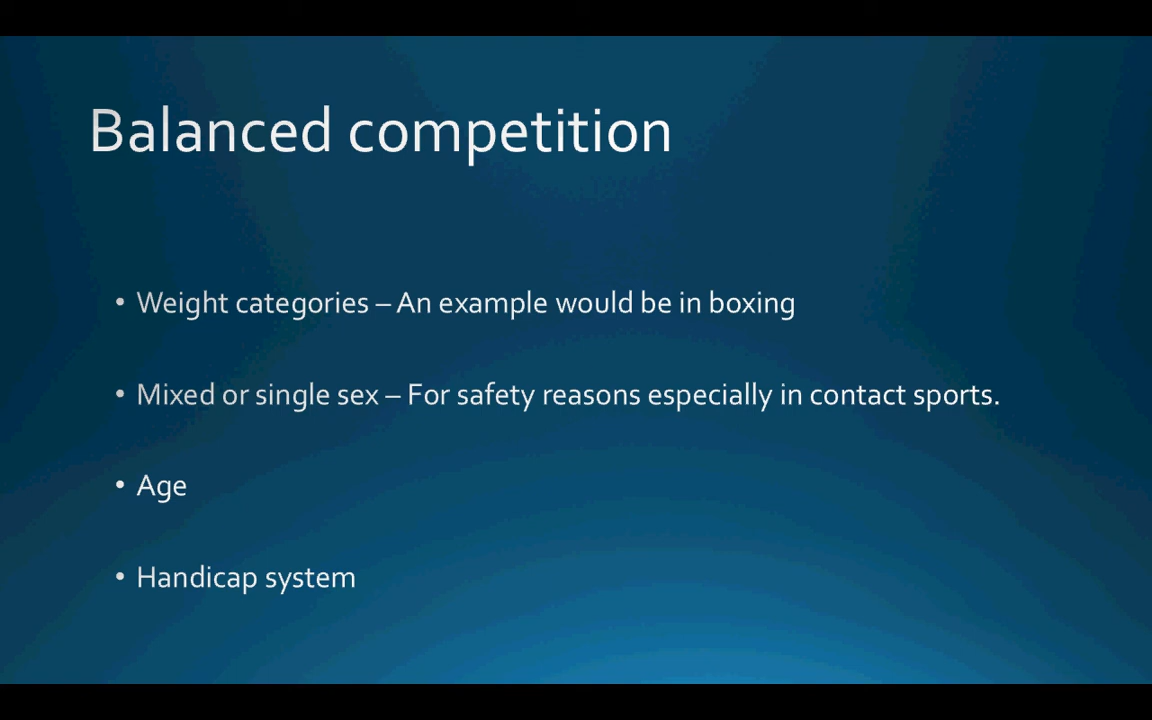 Balanced competition
• Weight categories – An example would be in boxing
• Mixed or single sex – For safety reasons especially in contact sports.
• Age
• Handicap system